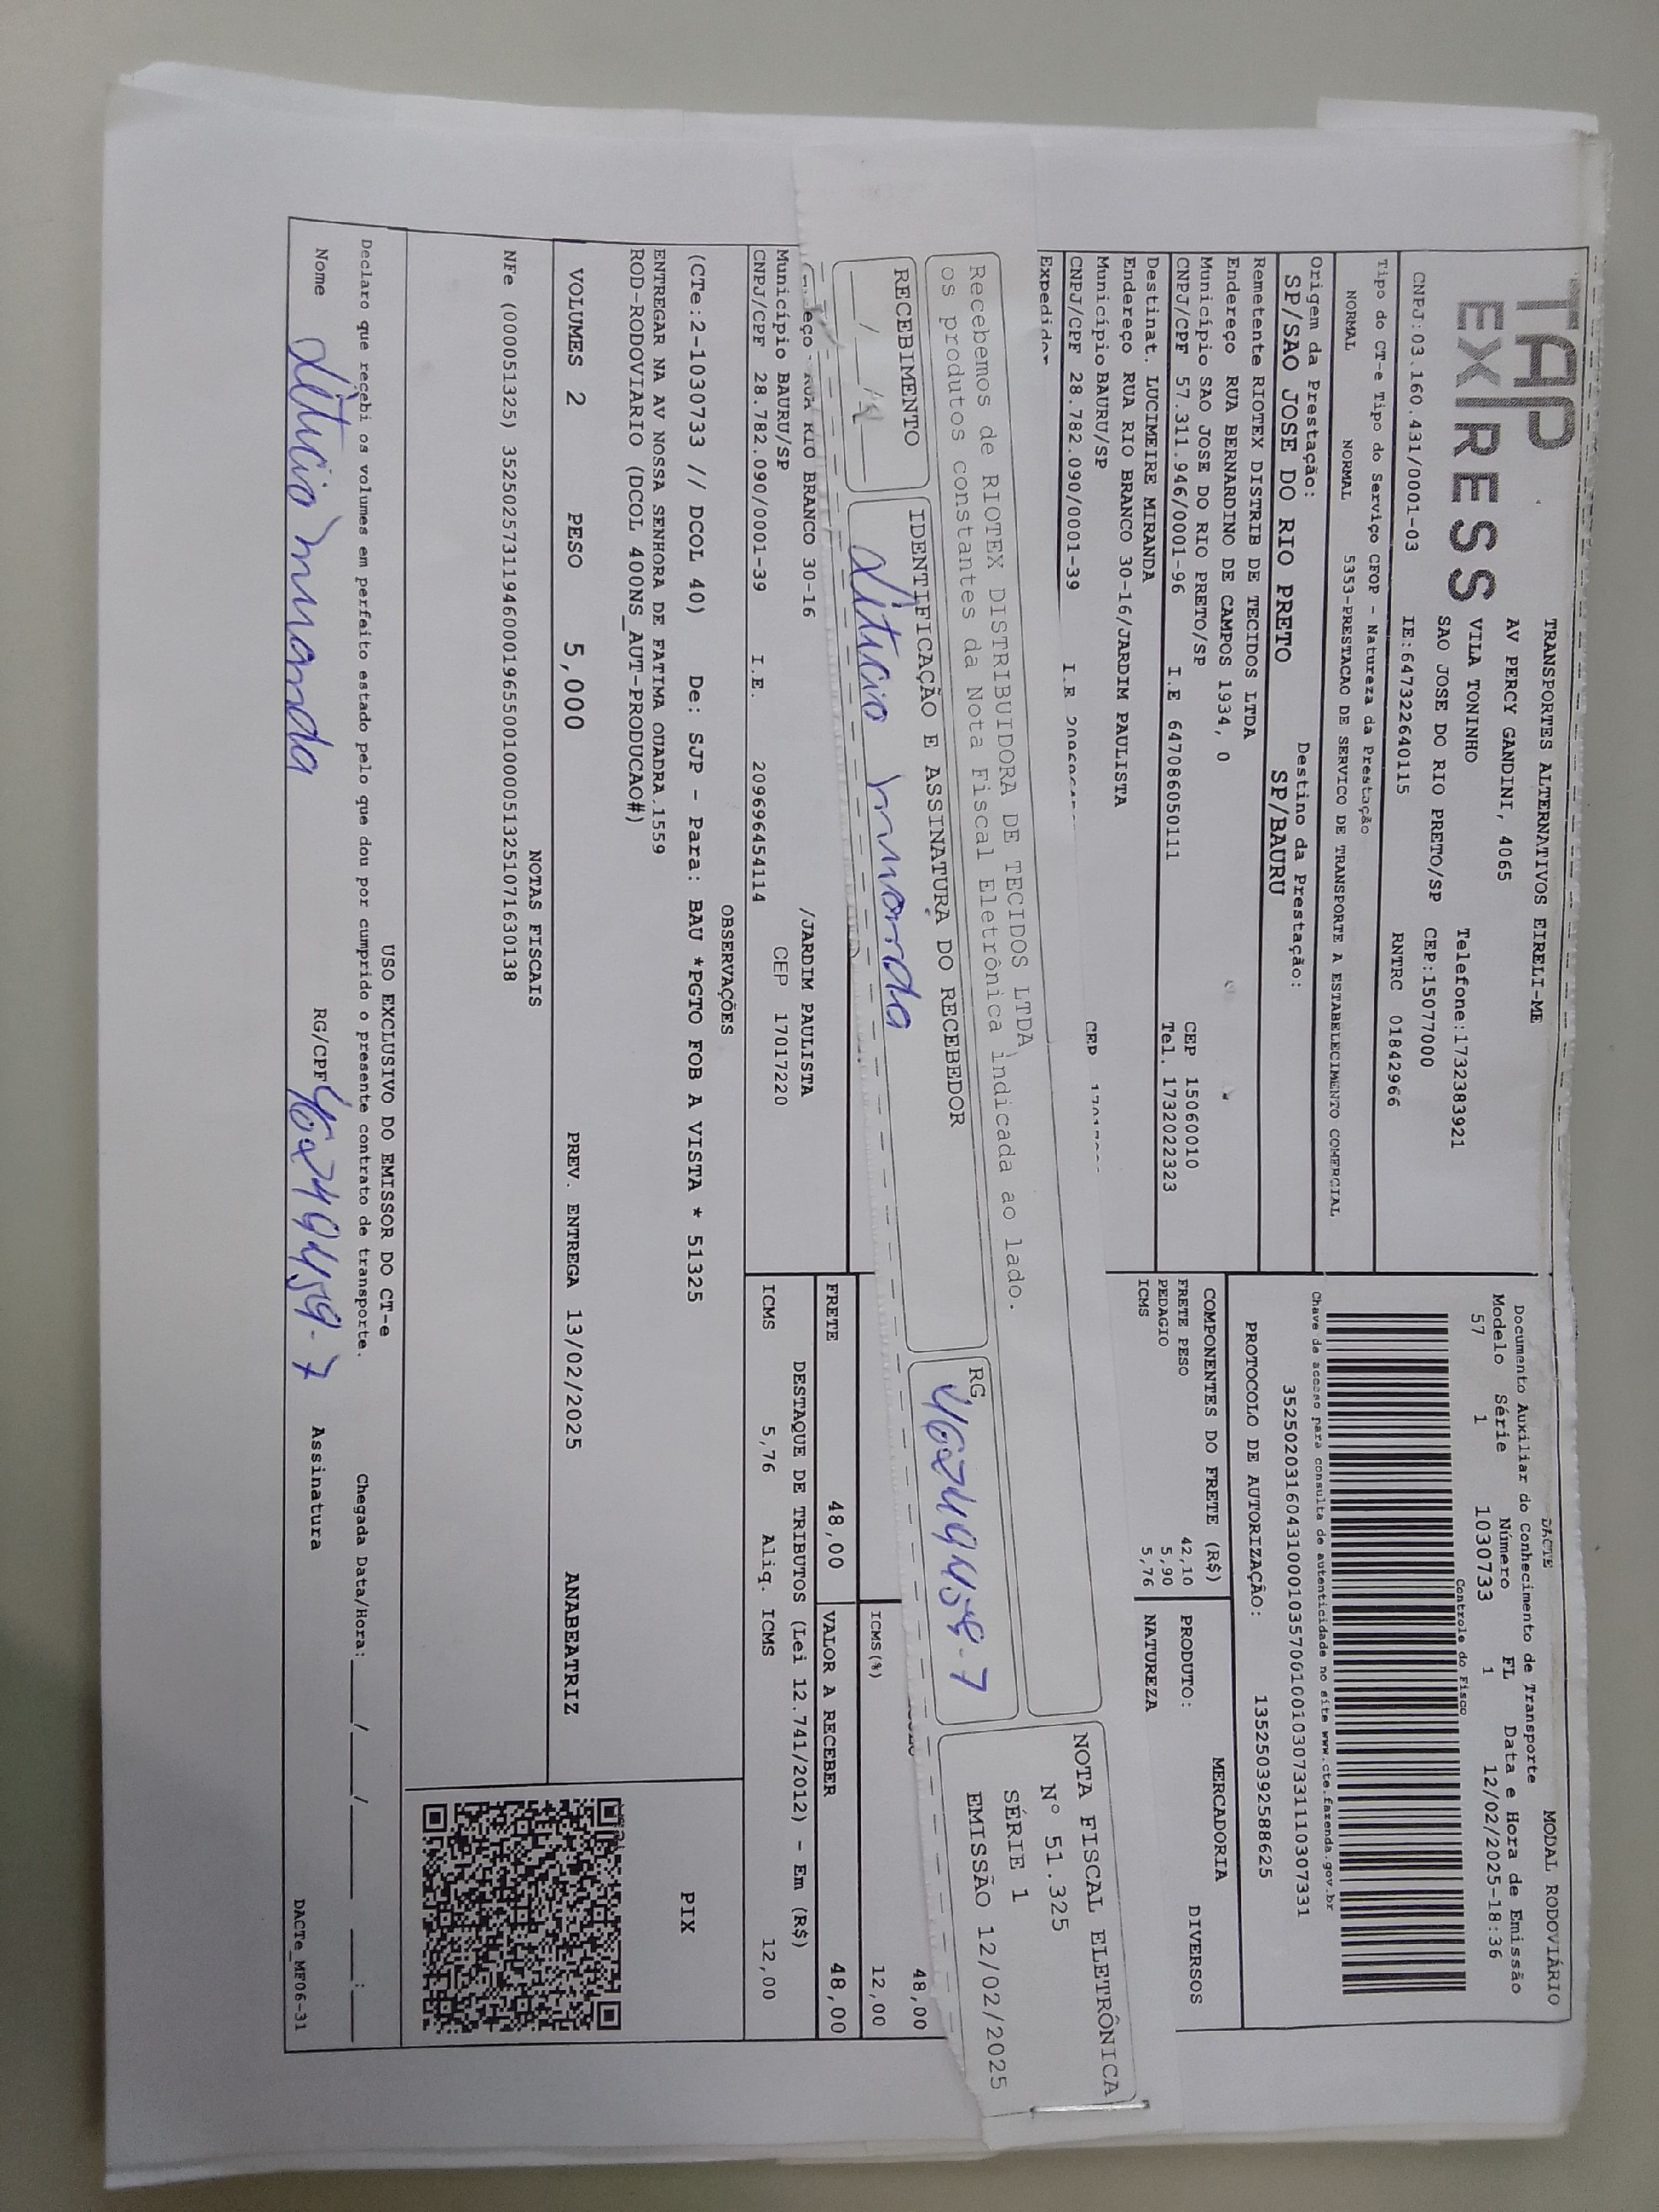 TAP
EXPRESS
TRANSPORTES ALTERNATIVOS EIRELI-ME
AV PERCY GANDINI, 4065
VILA TONINHO Telefone:1732383921
SAO JOSE DO RIO PRETO/SP CEP:15077000
CNPJ:03.160.431/0001-03 IE:647322640115 RNTRC 01842966
Tipo do CT-e Tipo do Serviço CFOP - Natureza da Prestação
NORMAL NORMAL 5353-PRESTACAO DE SERVICO DE TRANSPORTE A ESTABELECIMENTO COMERCIAL
Origem da Prestação: Destino da Prestação:
SP/SAO JOSE DO RIO PRETO SP/BAURU
Remetente RIOTEX DISTRIB DE TECIDOS LTDA
Endereço RUA BERNARDINO DE CAMPOS 1934, 0
Município SAO JOSE DO RIO PRETO/SP CEP 15060010
CNPJ/CPF 57.311.946/0001-96 I.E 647086050111 Tel. 1732022323
Destinat. LUCIMEIRE MIRANDA
Endereço RUA RIO BRANCO 30-16/JARDIM PAULISTA
Município BAURU/SP CEP
CNPJ/CPF 28.782.090/0001-39 I.E
Expedidor
DACTE MODAL RODOVIÁRIO
Documento Auxiliar do Conhecimento de Transporte
Modelo Série Número FL Data e Hora de Emissão
57 1 1030733 1 12/02/2025-18:36
Controle do Fisco
Chave de acesso para consulta de autenticidade no site www.cte.fazenda.gov.br
35250203160431000103570010010307331110307331
PROTOCOLO DE AUTORIZAÇÃO: 135250392588625
COMPONENTES DO FRETE (R$) MERCADORIA
FRETE PESO 42,10 PRODUTO: DIVERSOS
PEDAGIO 5,90
ICMS 5,76 NATUREZA
Recebemos de RIOTEX DISTRIBUIDORA DE TECIDOS LTDA
os produtos constantes da Nota Fiscal Eletrônica indicada ao lado.
RECEBIMENTO IDENTIFICAÇÃO E ASSINATURA DO RECEBEDOR RG
Miranda 46249459-7
NOTA FISCAL ELETRÔNICA
N° 51.325
SÉRIE 1
EMISSÃO 12/02/2025
48,00
ICMS(%) 12,00
FRETE 48,00 VALOR A RECEBER 48,00
RUA RIO BRANCO 30-16 /JARDIM PAULISTA
Município BAURU/SP CEP 17017220
CNPJ/CPF 28.782.090/0001-39 I.E. 209696454114
DESTAQUE DE TRIBUTOS (Lei 12.741/2012) - Em (R$)
ICMS 5,76 Aliq. ICMS 12,00
OBSERVAÇÕES
(CTe:2-1030733 // DCOL 40) De: SJP - Para: BAU *PGTO FOB A VISTA * 51325
ENTREGAR NA AV NOSSA SENHORA DE FATIMA QUADRA.1559
ROD-RODOVIARIO (DCOL 400NS_AUT-PRODUCAO#)
PIX
VOLUMES 2 PESO 5,000 PREV. ENTREGA 13/02/2025 ANABEATRIZ
NOTAS FISCAIS
NFe (000051325) 35250257311946000196550010000513251071630138
USO EXCLUSIVO DO EMISSOR DO CT-e
Declaro que recebi os volumes em perfeito estado pelo que dou por cumprido o presente contrato de transporte. Chegada Data/Hora: ___/___/___ ___:___
Nome Miranda RG/CPF 46249459-7 Assinatura
DACTe_MF06-31